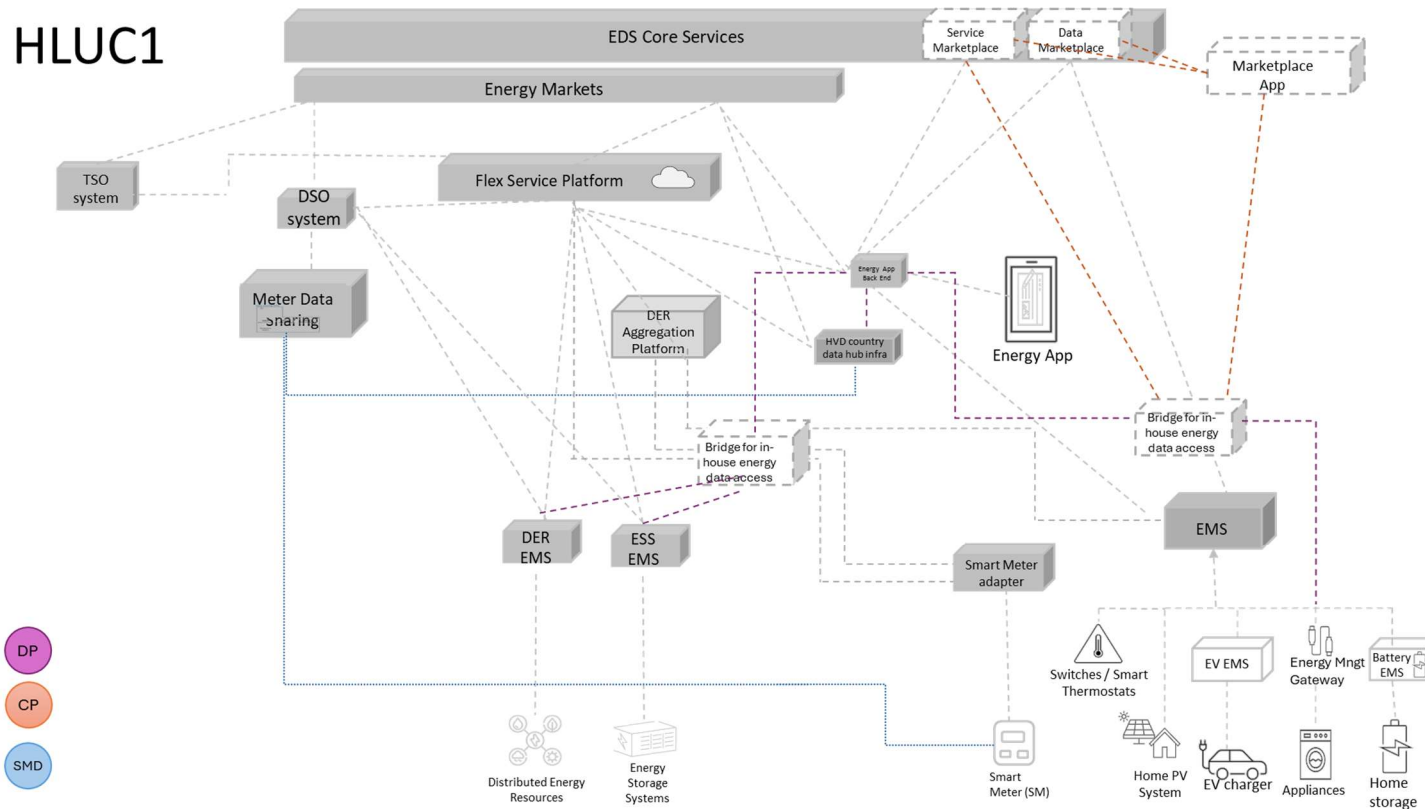 HLUC1
EDS Core Services
Service
Marketplace
Data
Marketplace
Marketplace
App
Energy Markets
TSO
system
Flex Service Platform
DSO
system
Energy App
Back End
Meter Data
Sharing
DER
Aggregation
Platform
HVD country
data hub infra
Energy App
Bridge for in-
house energy
data access
Bridge for in-
house energy
data access
DER
EMS
ESS
EMS
EMS
Smart Meter
adapter
DP
CP
SMD
Switches / Smart
Thermostats
EV EMS
Energy Mngt
Gateway
Battery
EMS
Distributed Energy
Resources
Energy
Storage
Systems
Smart
Meter (SM)
Home PV
System
EV charger
Appliances
Home
storage